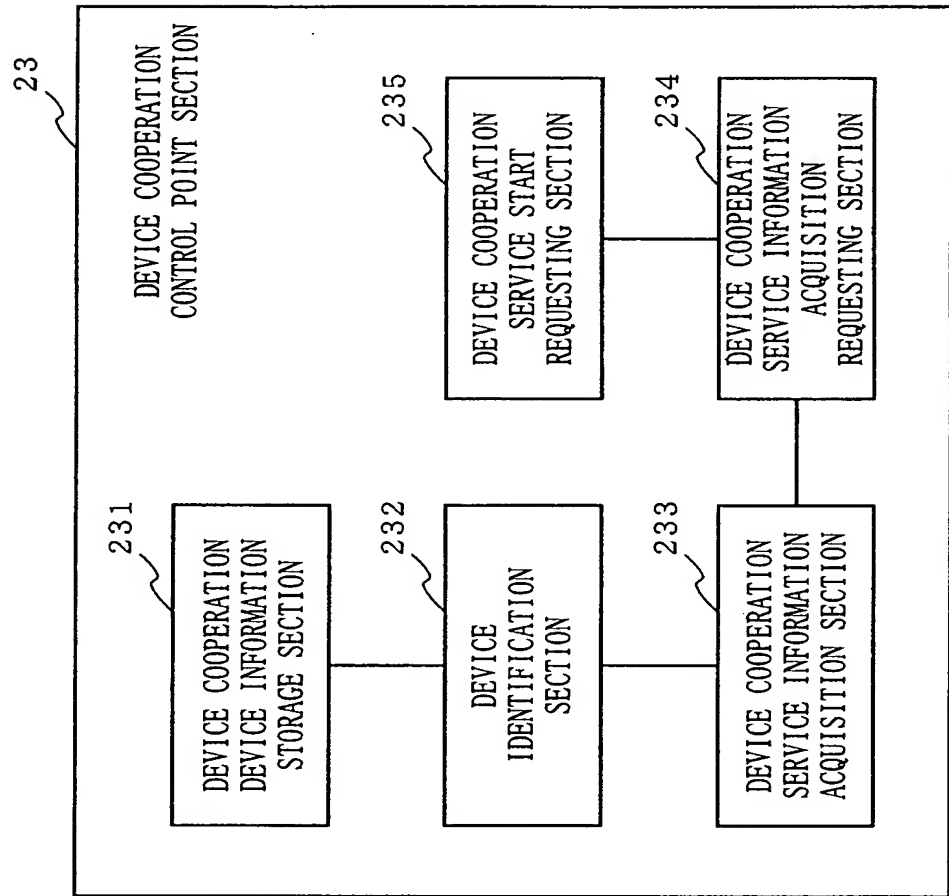 23
DEVICE COOPERATION
CONTROL POINT SECTION
231
DEVICE COOPERATION
DEVICE INFORMATION
STORAGE SECTION
232
DEVICE
IDENTIFICATION
SECTION
233
DEVICE COOPERATION
SERVICE INFORMATION
ACQUISITION SECTION
235
DEVICE COOPERATION
SERVICE START
REQUESTING SECTION
234
DEVICE COOPERATION
SERVICE INFORMATION
ACQUISITION
REQUESTING SECTION